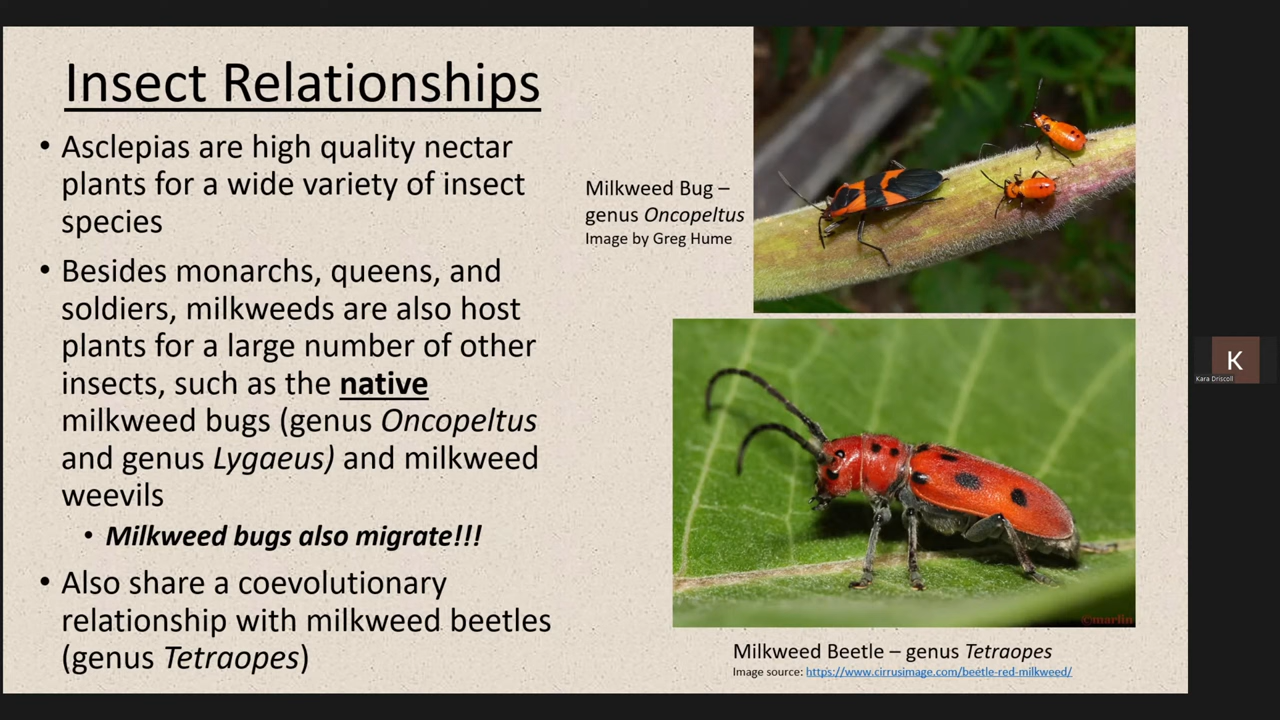 Insect Relationships
• Asclepias are high quality nectar
plants for a wide variety of insect
species
• Besides monarchs, queens, and
soldiers, milkweeds are also host
plants for a large number of other
insects, such as the native
milkweed bugs (genus Oncopeltus
and genus Lygaeus) and milkweed
weevils
• Milkweed bugs also migrate!!!
• Also share a coevolutionary
relationship with milkweed beetles
(genus Tetraopes)
Milkweed Bug –
genus Oncopeltus
Image by Greg Hume
©marlin
Milkweed Beetle – genus Tetraopes
Image source: https://www.cirrusimage.com/beetle-red-milkweed/
K
Kara Driscoll